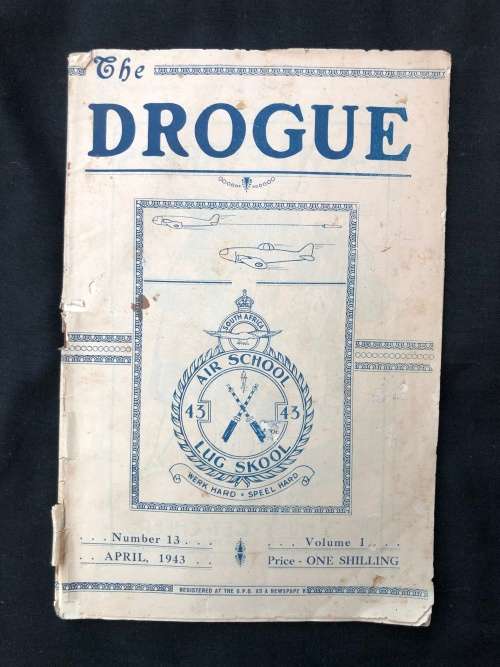 The
DROGUE
SOUTH AFRICA
AIR SCHOOL
43 43
LUG SKOOL
WERK HARD • SPEEL HARD
. . . Number 13 . . .
. . APRIL, 1943 . .
. . . Volume 1 . . .
Price - ONE SHILLING
REGISTERED AT THE G.P.O. AS A NEWSPAPE